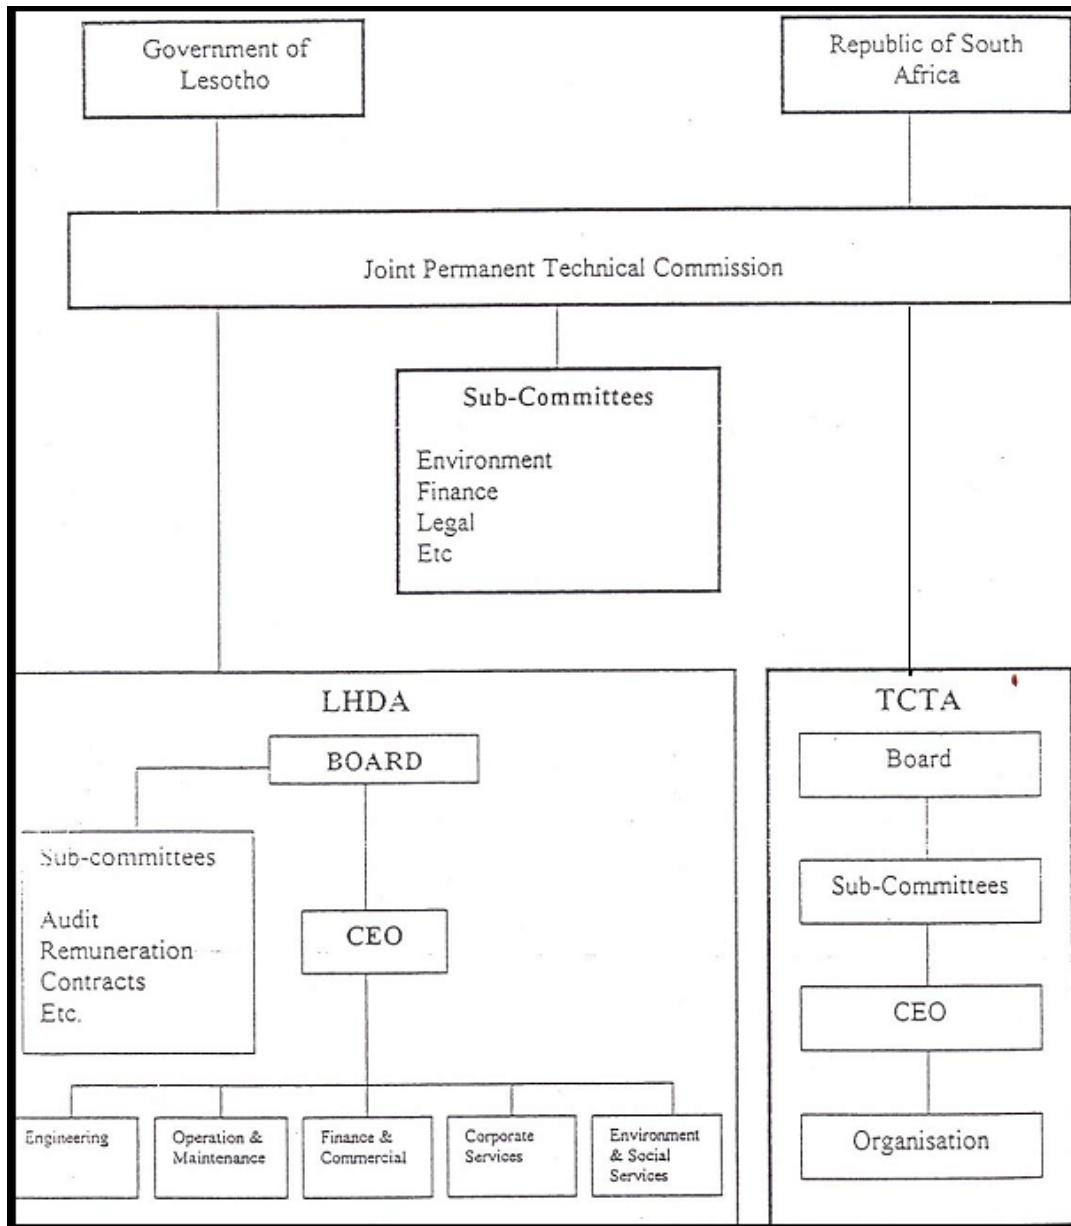 Government of
Lesotho
Republic of South
Africa
Joint Permanent Technical Commission
Sub-Committees
Environment
Finance
Legal
Etc
LHDA
BOARD
Sub-committees
Audit
Remuneration
Contracts
Etc.
CEO
Engineering
Operation &
Maintenance
Finance &
Commercial
Corporate
Services
Environment
& Social
Services
TCTA
Board
Sub-Committees
CEO
Organisation